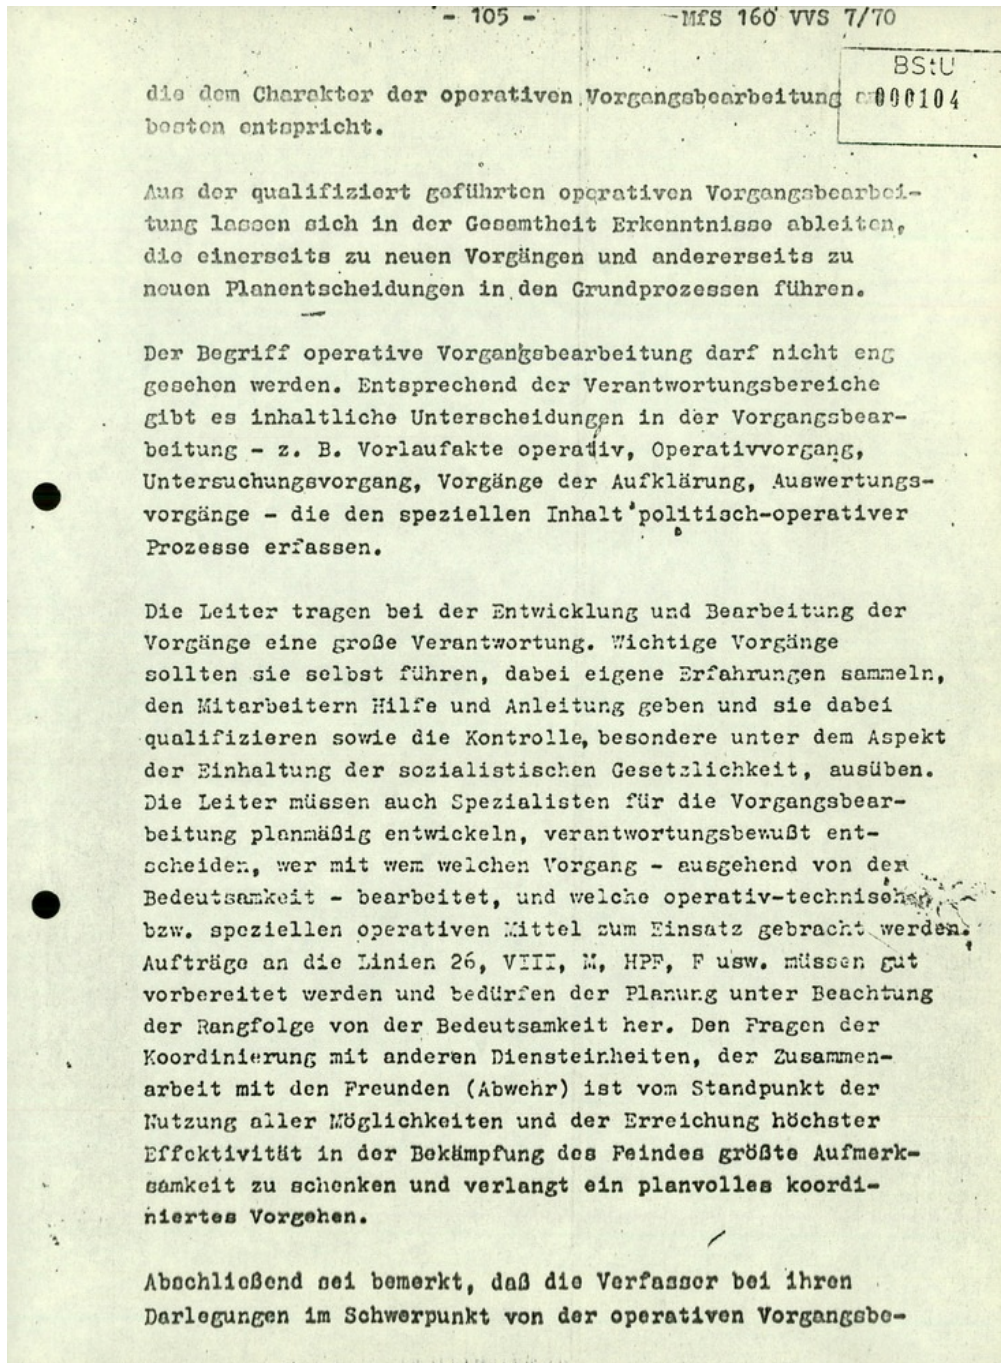 - 105 -
MfS 160 VVS 7/70
BStU
000104
die dem Charakter der operativen Vorgangsbearbeitung
besten entspricht.
Aus der qualifiziert geführten operativen Vorgangsbearbei-
tung lassen sich in der Gesamtheit Erkenntnisse ableiten,
die einerseits zu neuen Vorgängen und andererseits zu
neuen Planentscheidungen in den Grundprozessen führen.
Der Begriff operative Vorgangsbearbeitung darf nicht eng
gesehen werden. Entsprechend der Verantwortungsbereiche
gibt es inhaltliche Unterscheidungen in der Vorgangsbear-
beitung - z. B. Vorlaufakte operativ, Operativvorgang,
Untersuchungsvorgang, Vorgänge der Aufklärung, Auswertungs-
vorgänge - die den speziellen Inhalt politisch-operativer
Prozesse erfassen.
Die Leiter tragen bei der Entwicklung und Bearbeitung der
Vorgänge eine große Verantwortung. Wichtige Vorgänge
sollten sie selbst führen, dabei eigene Erfahrungen sammeln,
den Mitarbeitern Hilfe und Anleitung geben und sie dabei
qualifizieren sowie die Kontrolle, besondere unter dem Aspekt
der Einhaltung der sozialistischen Gesetzlichkeit, ausüben.
Die Leiter müssen auch Spezialisten für die Vorgangsbear-
beitung planmäßig entwickeln, verantwortungsbewußt ent-
scheiden, wer mit wem welchen Vorgang - ausgehend von der
Bedeutsamkeit - bearbeitet, und welche operativ-technischen
bzw. speziellen operativen Mittel zum Einsatz gebracht werden.
Aufträge an die Linien 26, VIII, M, HPF, F usw. müssen gut
vorbereitet werden und bedürfen der Planung unter Beachtung
der Rangfolge von der Bedeutsamkeit her. Den Fragen der
Koordinierung mit anderen Diensteinheiten, der Zusammen-
arbeit mit den Freunden (Abwehr) ist vom Standpunkt der
Nutzung aller Möglichkeiten und der Erreichung höchster
Effektivität in der Bekämpfung des Feindes größte Aufmerk-
samkeit zu schenken und verlangt ein planvolles koordi-
niertes Vorgehen.
Abschließend sei bemerkt, daß die Verfasser bei ihren
Darlegungen im Schwerpunkt von der operativen Vorgangsbe-